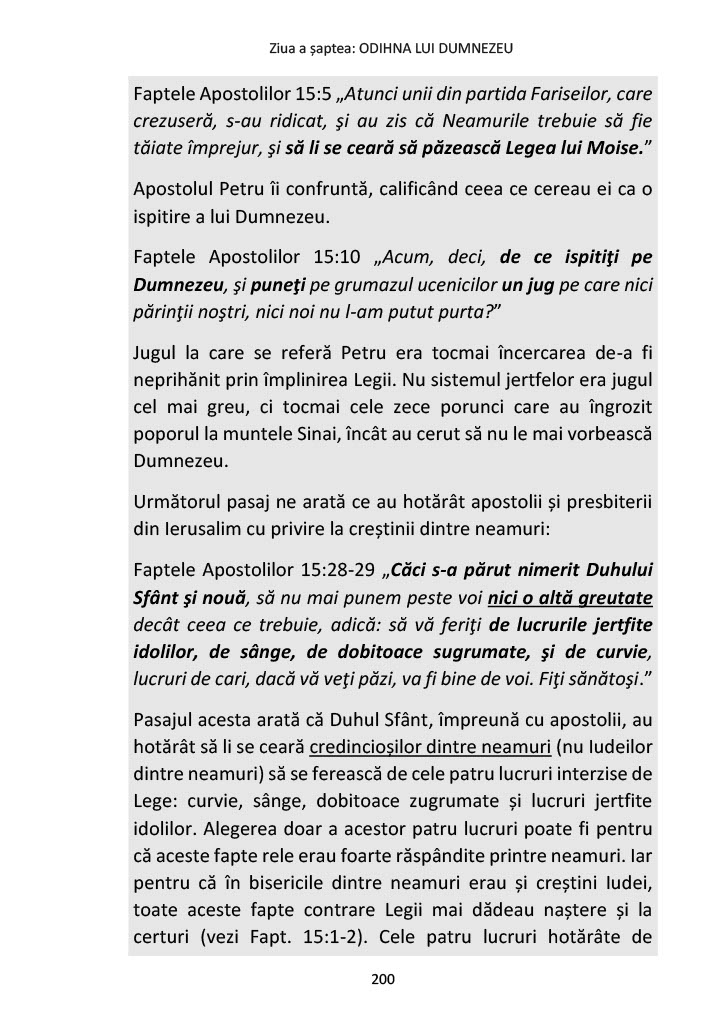 Ziua a șaptea: ODIHNA LUI DUMNEZEU
Faptele Apostolilor 15:5 „Atunci unii din partida Fariseilor, care
crezuseră, s-au ridicat, şi au zis că Neamurile trebuie să fie
tăiate împrejur, şi să li se ceară să păzească Legea lui Moise.”
Apostolul Petru îi confruntă, calificând ceea ce cereau ei ca o
ispitire a lui Dumnezeu.
Faptele Apostolilor 15:10 „Acum, deci, de ce ispitiţi pe
Dumnezeu, şi puneţi pe grumazul ucenicilor un jug pe care nici
părinţii noştri, nici noi nu l-am putut purta?”
Jugul la care se referă Petru era tocmai încercarea de-a fi
neprihănit prin împlinirea Legii. Nu sistemul jertfelor era jugul
cel mai greu, ci tocmai cele zece porunci care au îngrozit
poporul la muntele Sinai, încât au cerut să nu le mai vorbească
Dumnezeu.
Următorul pasaj ne arată ce au hotărât apostolii și presbiterii
din Ierusalim cu privire la creștinii dintre neamuri:
Faptele Apostolilor 15:28-29 „Căci s-a părut nimerit Duhului
Sfânt şi nouă, să nu mai punem peste voi nici o altă greutate
decât ceea ce trebuie, adică: să vă feriţi de lucrurile jertfite
idolilor, de sânge, de dobitoace sugrumate, şi de curvie,
lucruri de cari, dacă vă veţi păzi, va fi bine de voi. Fiţi sănătoşi.”
Pasajul acesta arată că Duhul Sfânt, împreună cu apostolii, au
hotărât să li se ceară credincioșilor dintre neamuri (nu Iudeilor
dintre neamuri) să se ferească de cele patru lucruri interzise de
Lege: curvie, sânge, dobitoace zugrumate și lucruri jertfite
idolilor. Alegerea doar a acestor patru lucruri poate fi pentru
că aceste fapte rele erau foarte răspândite printre neamuri. Iar
pentru că în bisericile dintre neamuri erau și creștini Iudei,
toate aceste fapte contrare Legii mai dădeau naștere și la
certuri (vezi Fapt. 15:1-2). Cele patru lucruri hotărâte de
200